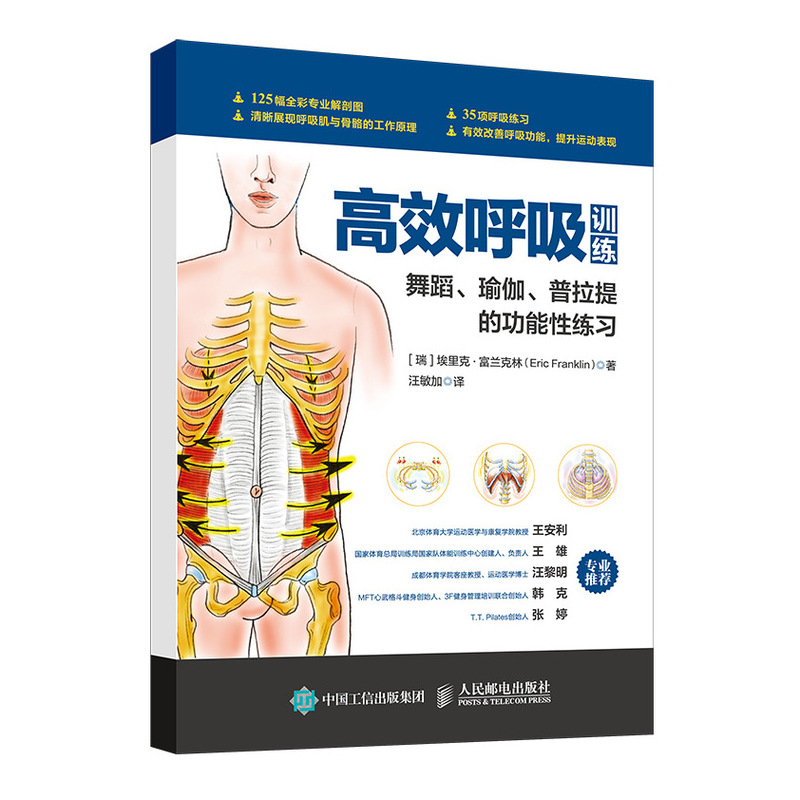 125幅全彩专业解剖图
清晰展现呼吸肌与骨骼的工作原理
35项呼吸练习
有效改善呼吸功能，提升运动表现
高效呼吸训练
舞蹈、瑜伽、普拉提
的功能性练习
［瑞］埃里克·富兰克林（Eric Franklin）◎著
汪敏加◎译
北京体育大学运动医学与康复学院教授 王安利
国家体育总局训练局国家队体能训练中心创建人、负责人 王 雄
成都体育学院客座教授、运动医学博士 汪黎明
MFT心武格斗健身创始人、3F健身管理培训联合创始人 韩 克
T.T. Pilates创始人 张 婷
专业
推荐
中国工信出版集团
人民邮电出版社
POSTS & TELECOM PRESS